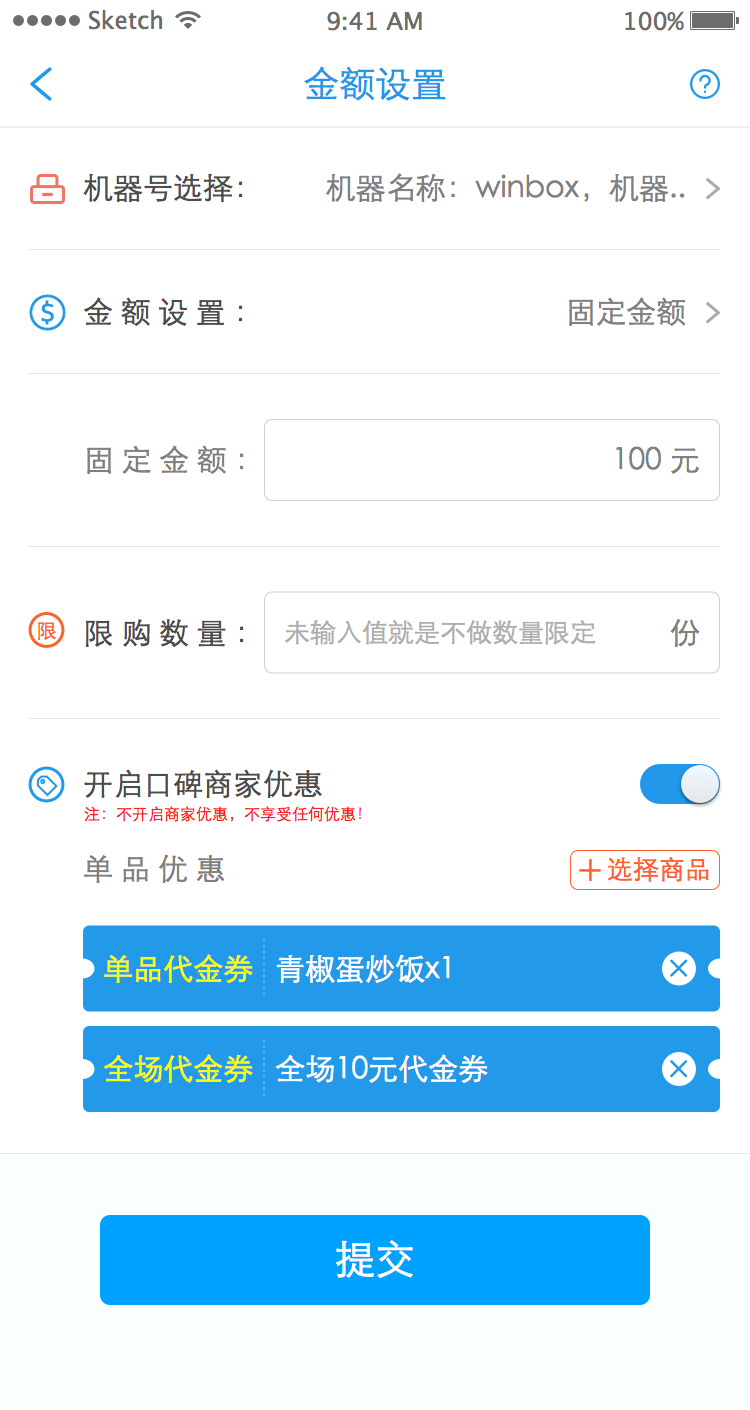 Sketch 9:41 AM 100%
金额设置
机器号选择： 机器名称：winbox，机器..
$ 金额设置： 固定金额
固定金额： 100 元
限 限购数量： 未输入值就是不做数量限定 份
开启口碑商家优惠
注：不开启商家优惠，不享受任何优惠！
单品优惠 选择商品
单品代金券 青椒蛋炒饭x1
全场代金券 全场10元代金券
提交